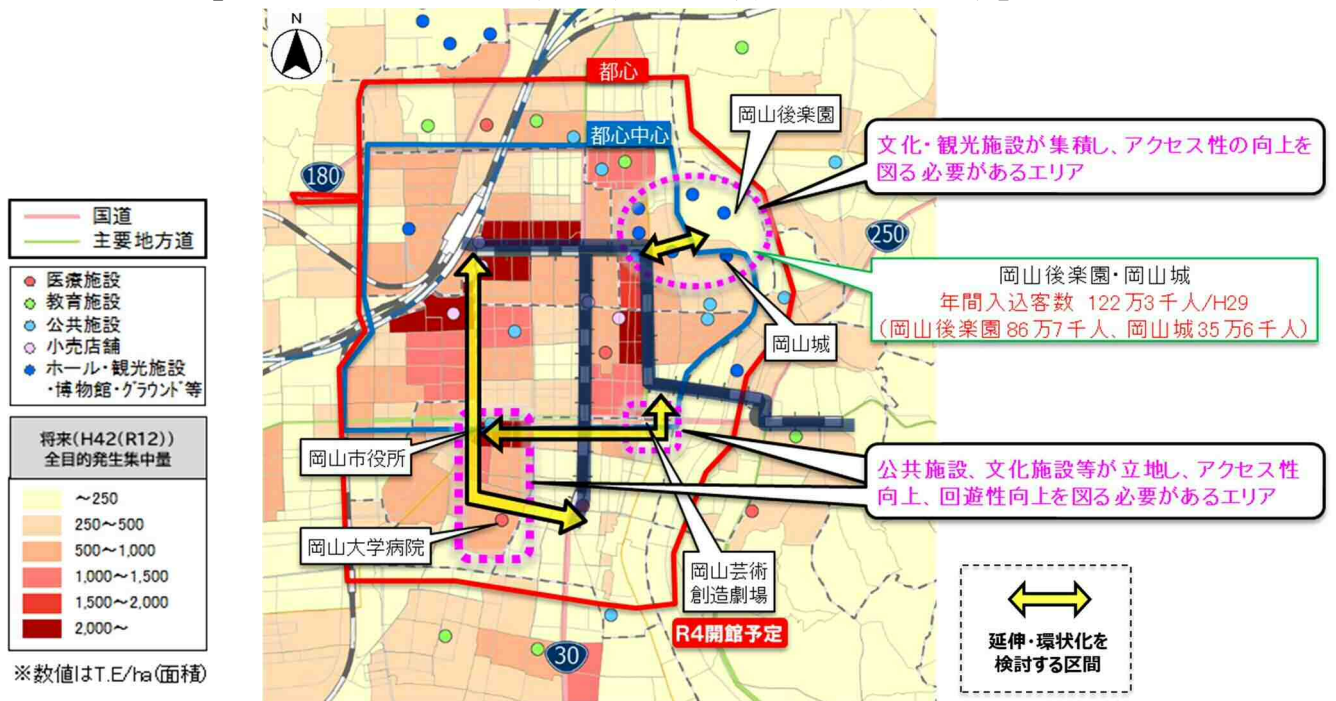 N
都心
岡山後楽園
都心中心
文化・観光施設が集積し、アクセス性の向上を
図る必要があるエリア
180
250
国道
主要地方道
医療施設
教育施設
公共施設
小売店舗
ホール・観光施設
・博物館・グラウンド等
岡山後楽園・岡山城
年間入込客数 122万3千人/H29
(岡山後楽園86万7千人、岡山城35万6千人)
岡山城
将来(H42(R12))
全目的発生集中量
～250
250～500
500～1,000
1,000～1,500
1,500～2,000
2,000～
※数値はT.E/ha(面積)
岡山市役所
岡山大学病院
公共施設、文化施設等が立地し、アクセス性
向上、回遊性向上を図る必要があるエリア
岡山芸術
創造劇場
R4開館予定
30
延伸・環状化を
検討する区間